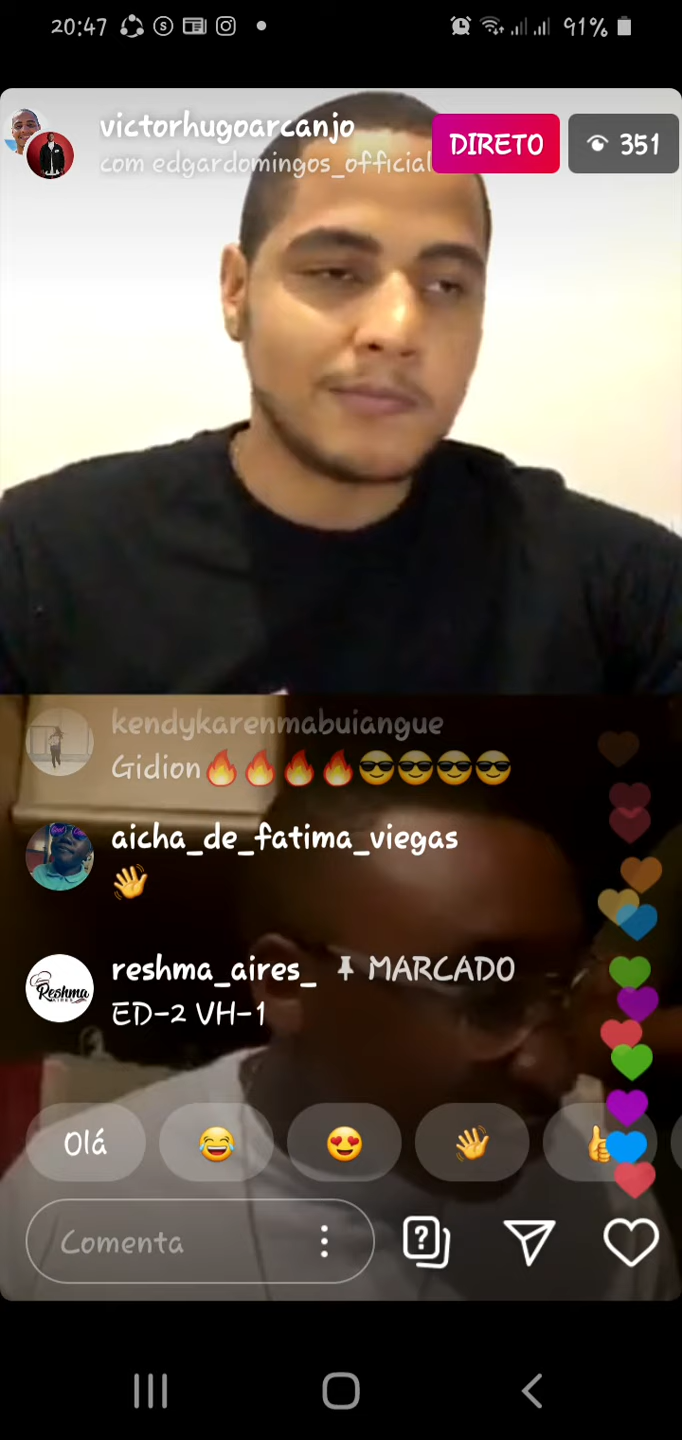 20:47
91%
victorhugoarcanjo
com edgardomingos_official
DIRETO
351
kendykarenmabuiangue
Gidion🔥🔥🔥🔥😎😎😎😎
aicha_de_fatima_viegas
👋
reshma_aires_ MARCADO
Reshma
ED-2 VH-1
Olá 😂 😍 👋 👍
Comenta